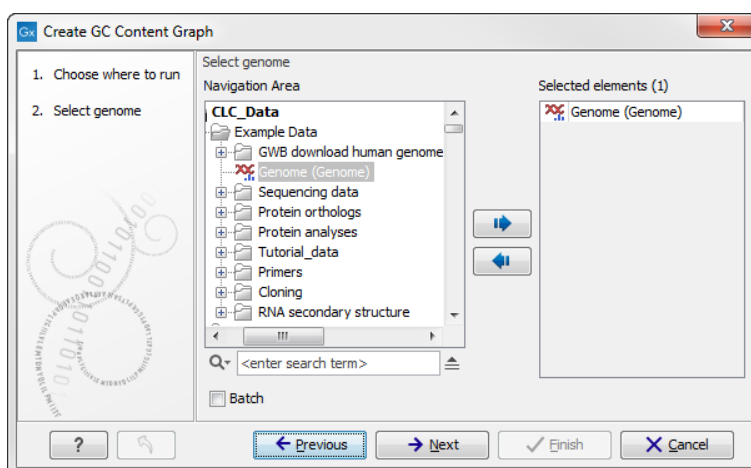 Gx Create GC Content Graph
1. Choose where to run
2. Select genome
Select genome
Navigation Area
CLC_Data
Example Data
GWB download human genome
Genome (Genome)
Sequencing data
Protein orthologs
Protein analyses
Tutorial_data
Primers
Cloning
RNA secondary structure
<enter search term>
Batch
Selected elements (1)
Genome (Genome)
?
Previous
Next
Finish
Cancel